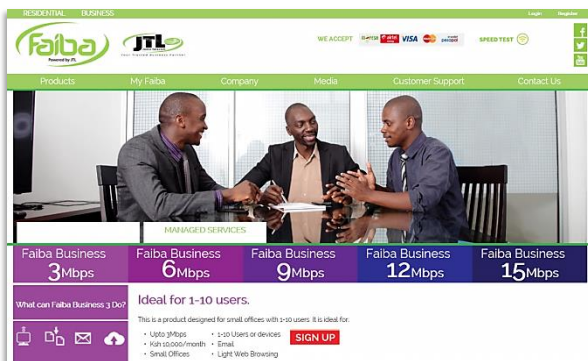 RESIDENTIAL BUSINESS Login Register
Faiba JTL WE ACCEPT airtel VISA SPEED TEST
Powered by JTL
Products My Faiba Company Media Customer Support Contact Us
MANAGED SERVICES
Faiba Business Faiba Business Faiba Business Faiba Business Faiba Business
3Mbps 6Mbps 9Mbps 12Mbps 15Mbps
What can Faiba Business 3 Do?
Ideal for 1-10 users.
This is a product designed for small offices with 1-10 users. It is ideal for:
• Upto 3Mbps • 1-10 Users or devices SIGN UP
• Ksh 10,000/month • Email
• Small Offices • Light Web Browsing